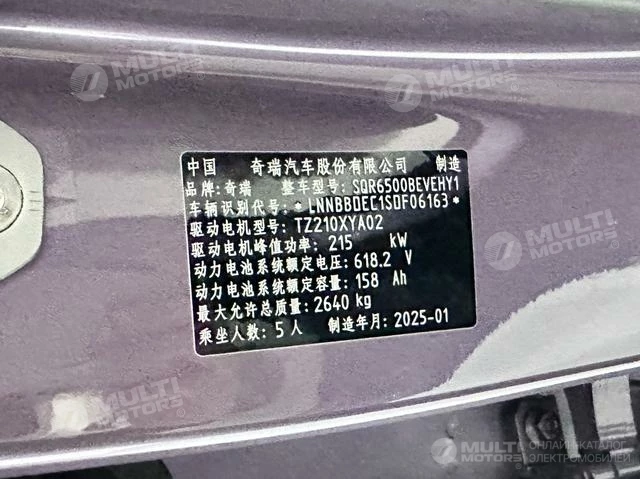 MULTI
MOTORS
MULTI
MOTORS
中国 奇瑞汽车股份有限公司 制造
品牌:奇瑞 整车型号:SQR6500BEVEHY1
车辆识别代号:*LNNBBDEC1SDF06163*
驱动电机型号:TZ210XYA02
驱动电机峰值功率:215 kW
动力电池系统额定电压:618.2 V
动力电池系统额定容量:158 Ah
最大允许总质量:2640 kg
乘坐人数:5人 制造年月:2025-01
MULTI
MOTORS
MULTI
MOTORS
ОНЛАЙН-КАТАЛОГ
ЭЛЕКТРОМОБИЛЕЙ